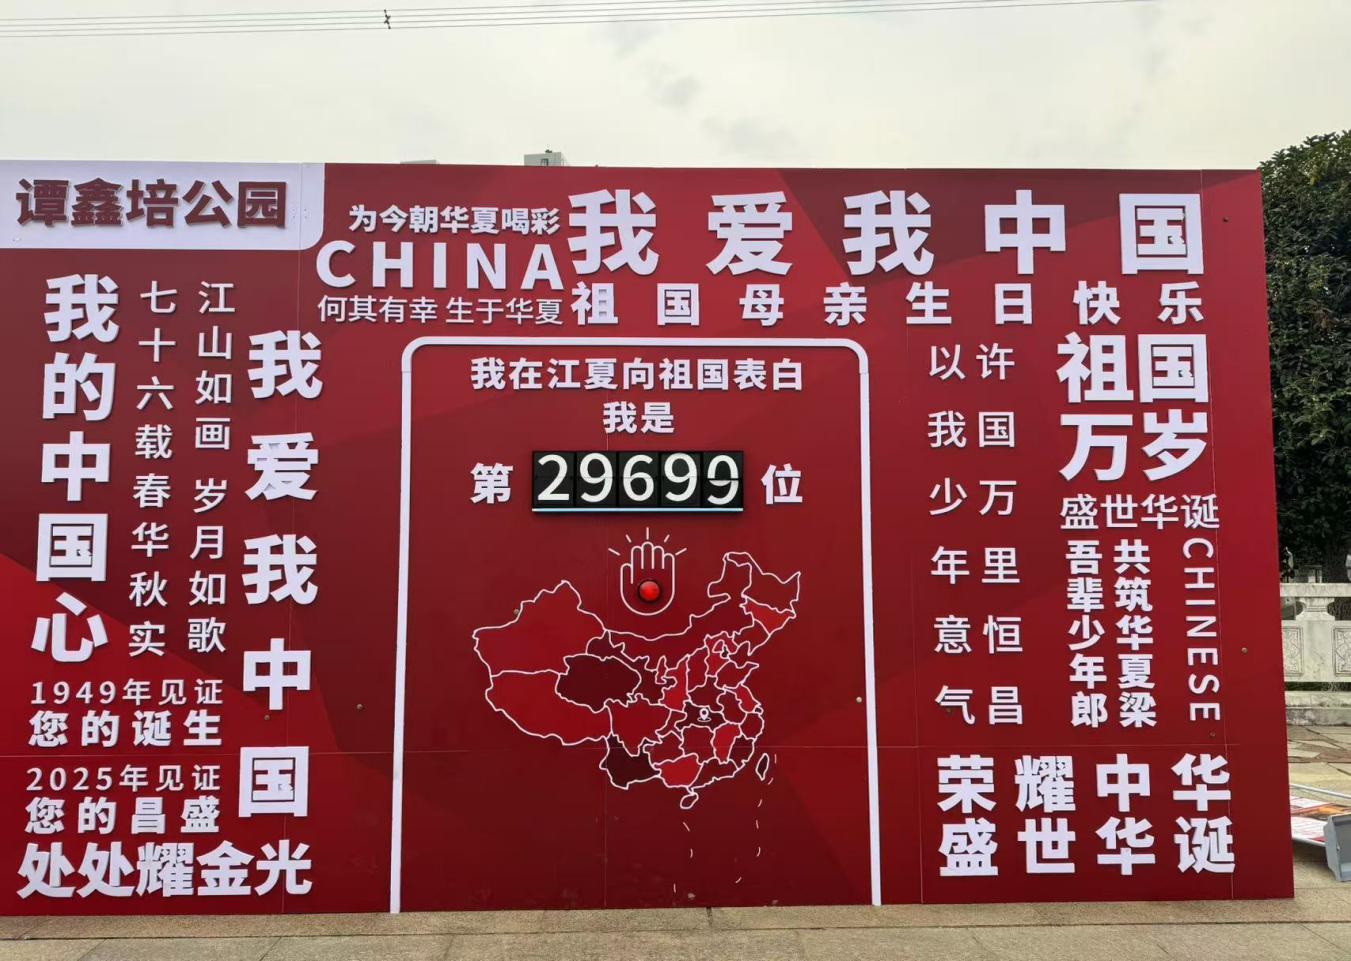 谭鑫培公园
为今朝华夏喝彩
CHINA
何其有幸 生于华夏
我爱我中国
祖国母亲生日快乐
我的中国心
七十六载春华秋实
江山如画 岁月如歌
我爱我中国
1949年见证
您的诞生
2025年见证
您的昌盛
处处耀金光
我在江夏向祖国表白
我是
第 29699 位
以我少年意气
许国万里恒昌
祖国
万岁
盛世华诞
吾辈少年郎
共筑华夏梁
CHINESE
荣耀中华
盛世华诞